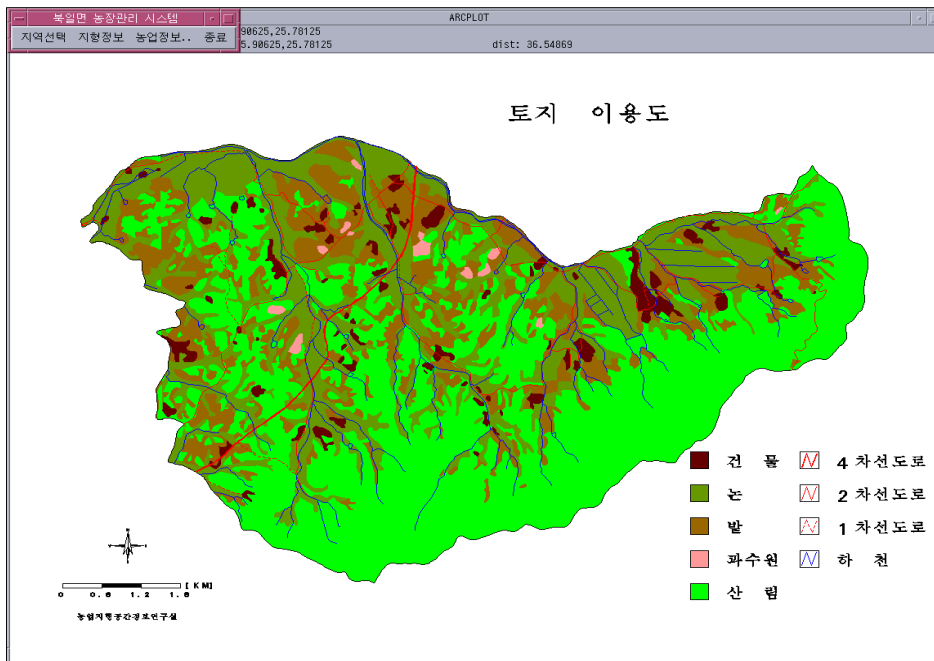 북일면 농장관리 시스템
ARCPLOT
지역선택 지형정보 농업정보.. 종료
90625,25.78125
5.90625,25.78125 dist: 36.54869
토지 이용도
건 물
논
밭
과수원
산 림
4 차선도로
2 차선도로
1 차선도로
하 천
[ KM]
0 0.6 1.2 1.8
농업지형공간정보연구실